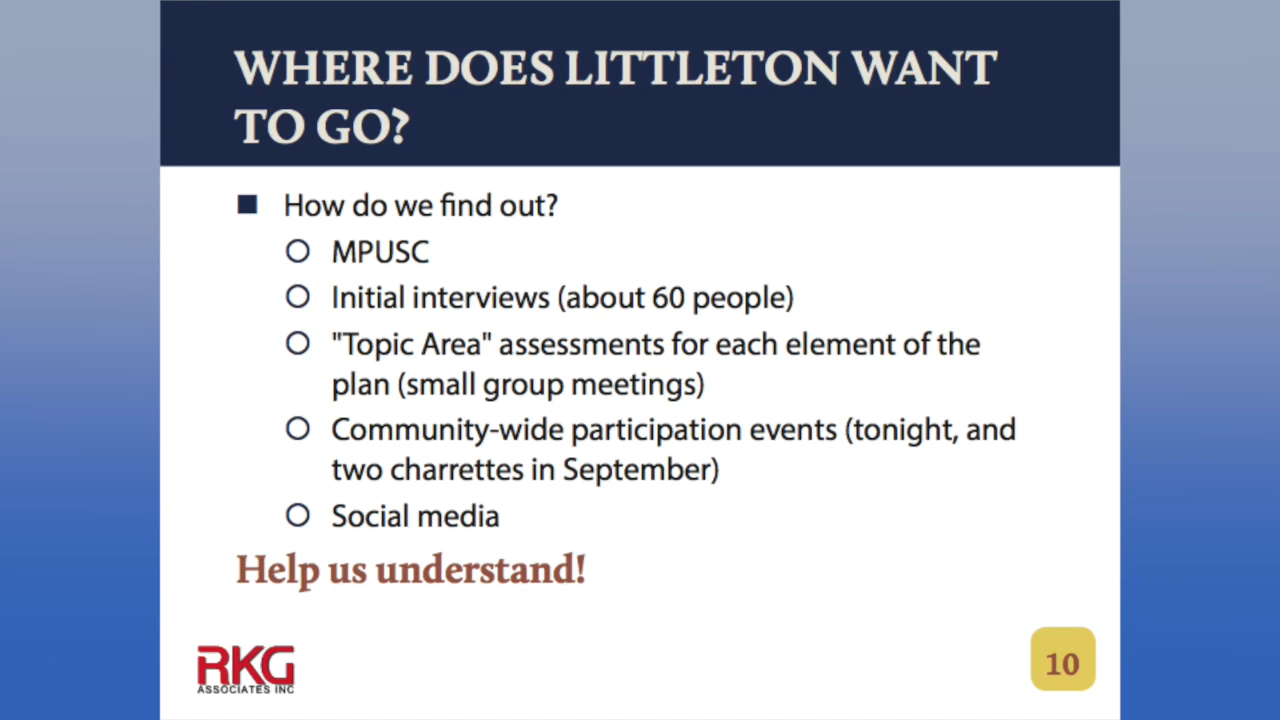 WHERE DOES LITTLETON WANT
TO GO?
How do we find out?
MPUSC
Initial interviews (about 60 people)
"Topic Area" assessments for each element of the
plan (small group meetings)
Community-wide participation events (tonight, and
two charrettes in September)
Social media
Help us understand!
RKG
ASSOCIATES INC
10